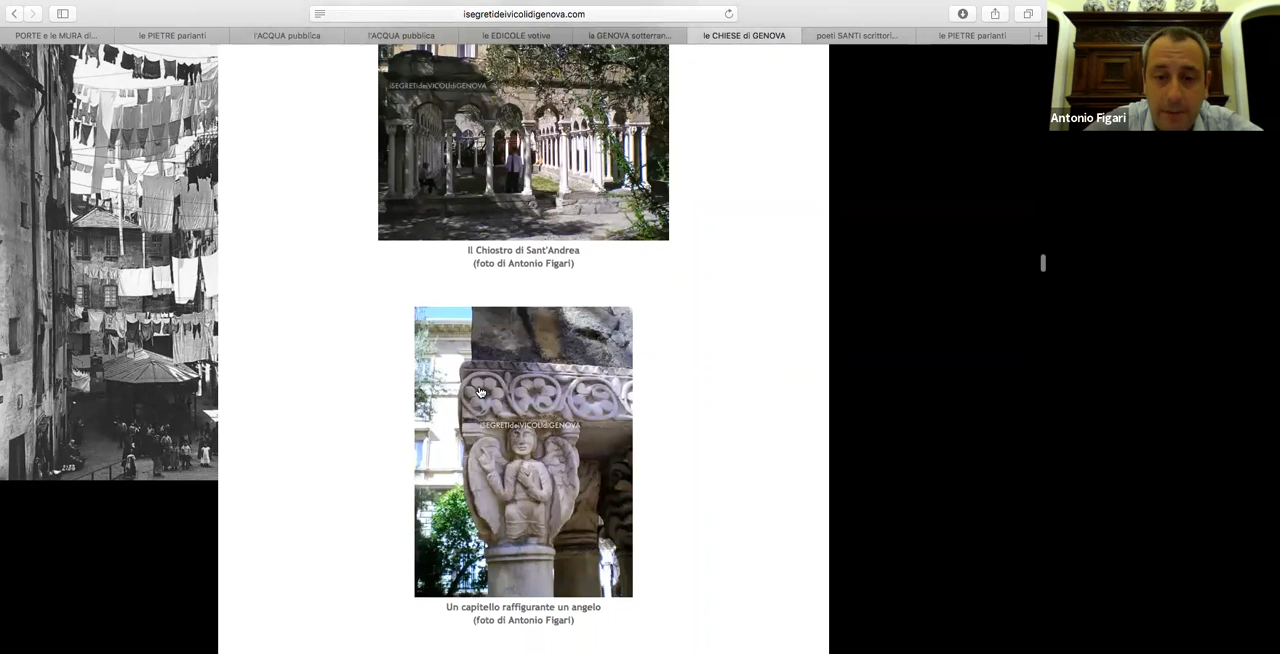 isegretideivicolidigenova.com
PORTE e le MURA di...
le PIETRE parlanti
l'ACQUA pubblica
l'ACQUA pubblica
le EDICOLE votive
la GENOVA sotterran...
le CHIESE di GENOVA
poeti SANTI scrittori...
le PIETRE parlanti
Antonio Figari
iSEGRETIdeiVICOLIdiGENOVA
Il Chiostro di Sant'Andrea
(foto di Antonio Figari)
iSEGRETIdeiVICOLIdiGENOVA
Un capitello raffigurante un angelo
(foto di Antonio Figari)